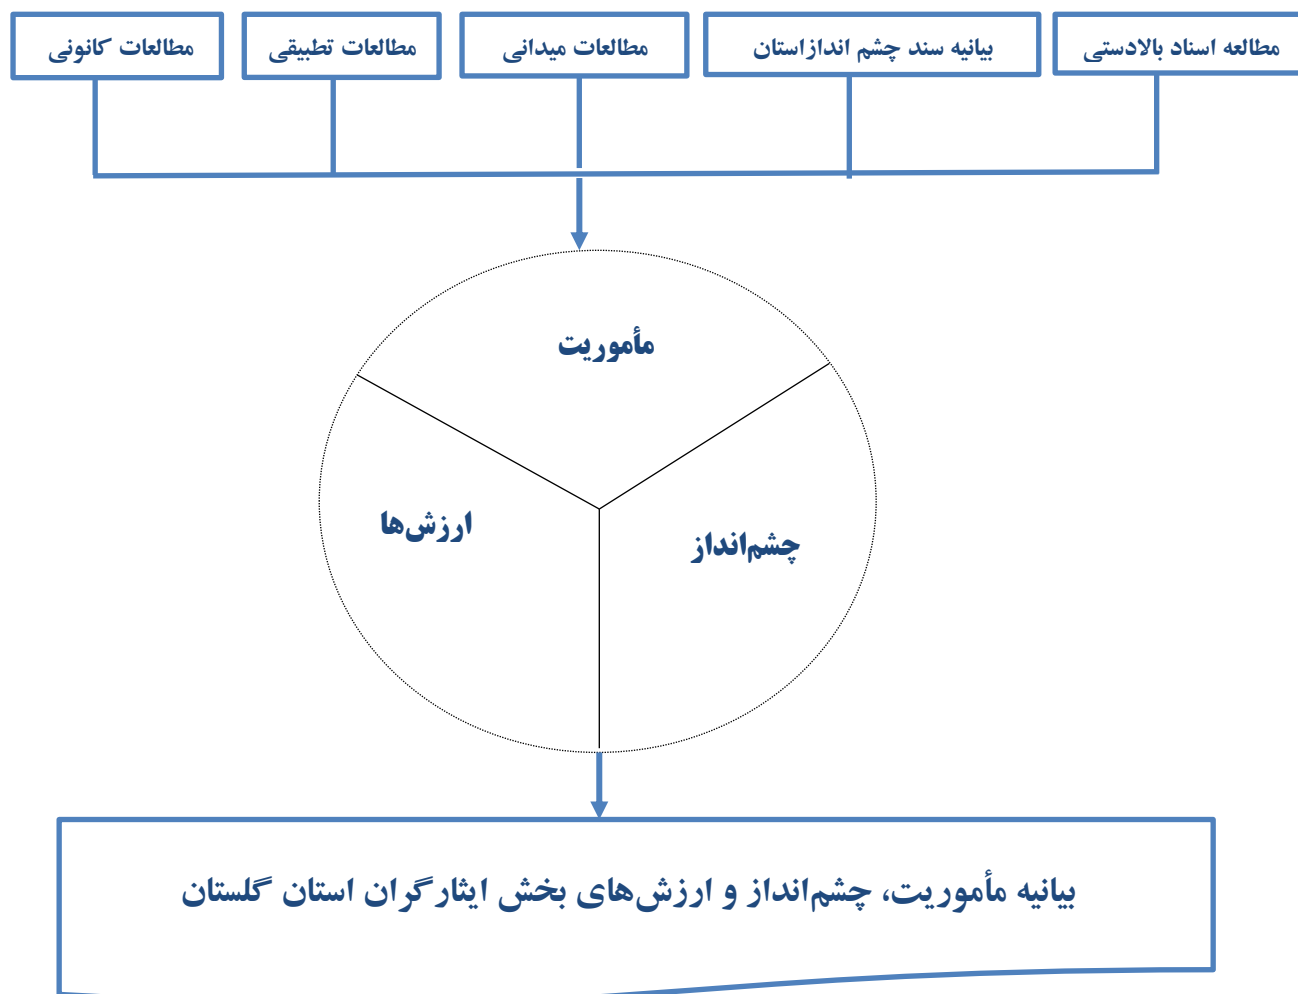 مطالعه اسناد بالادستی
بیانیه سند چشم اندازاستان
مطالعات میدانی
مطالعات تطبیقی
مطالعات کانونی
مأموریت
چشم‌انداز
ارزش‌ها
بیانیه مأموریت، چشم‌انداز و ارزش‌های بخش ایثارگران استان گلستان